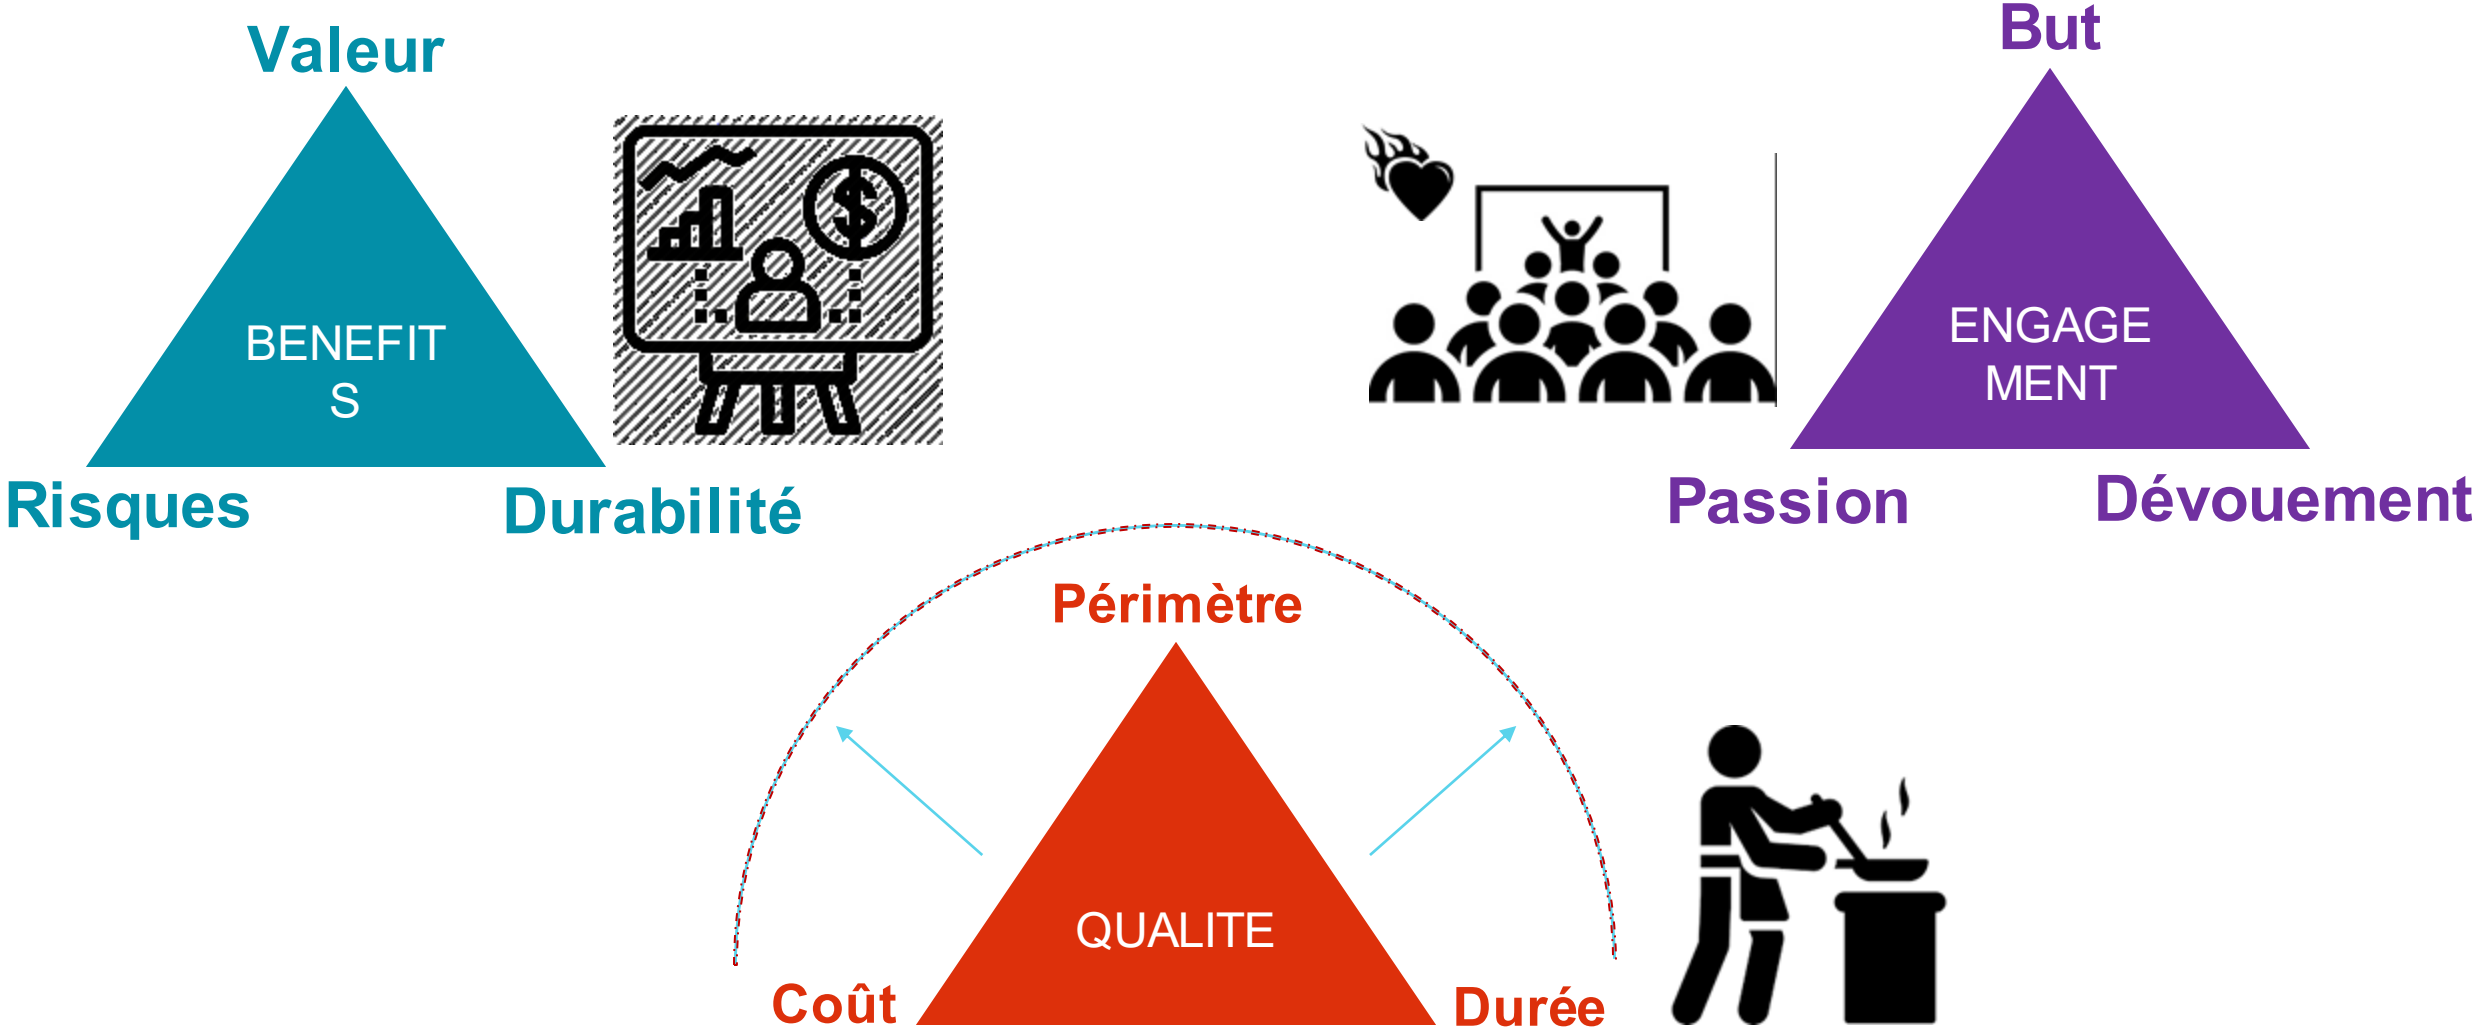 Valeur
BENEFIT
S
Risques
Durabilité
$
But
ENGAGE
MENT
Passion
Dévouement
Périmètre
QUALITE
Coût
Durée